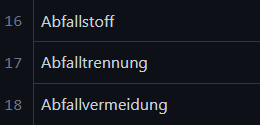 16 Abfallstoff
17 Abfalltrennung
18 Abfallvermeidung